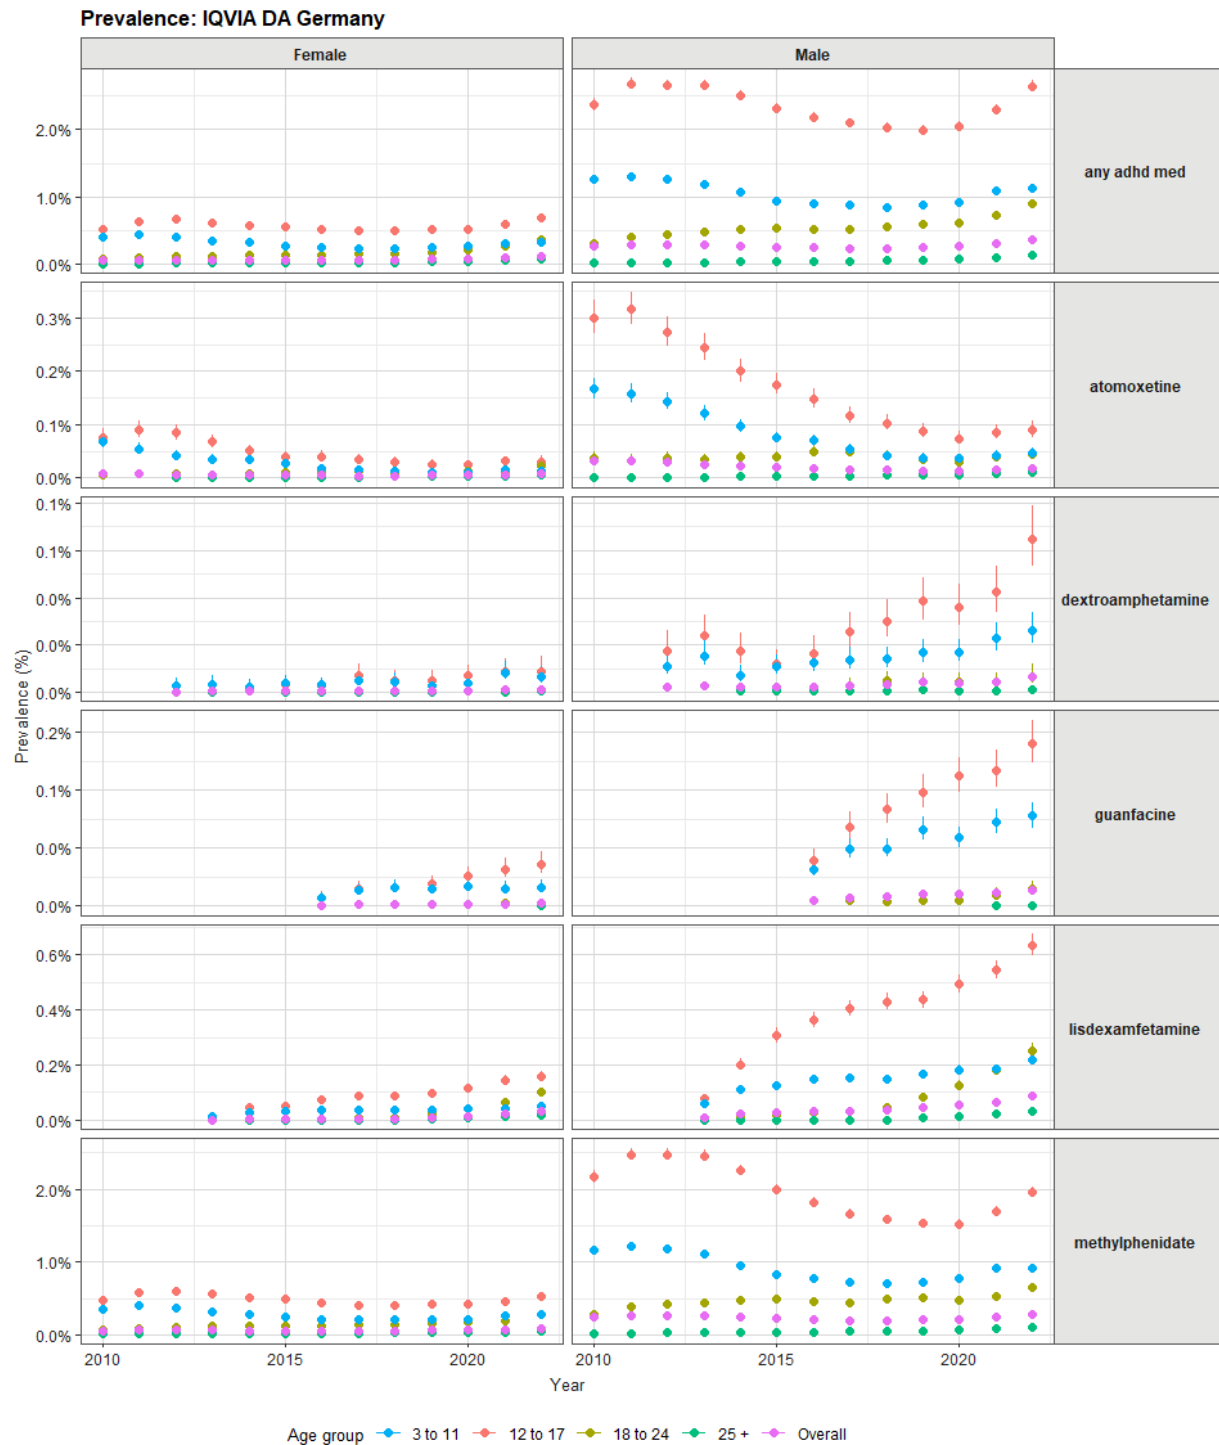 Prevalence: IQVIA DA Germany
Female Male
2.0%
1.0%
0.0%
any adhd med
0.3%
0.2%
0.1%
0.0%
atomoxetine
0.1%
0.1%
0.0%
0.0%
0.0%
dextroamphetamine
Prevalence (%)
0.2%
0.1%
0.0%
0.0%
guanfacine
0.6%
0.4%
0.2%
0.0%
lisdexamfetamine
2.0%
1.0%
0.0%
methylphenidate
2010 2015 2020 2010 2015 2020
Year
Age group 3 to 11 12 to 17 18 to 24 25 + Overall